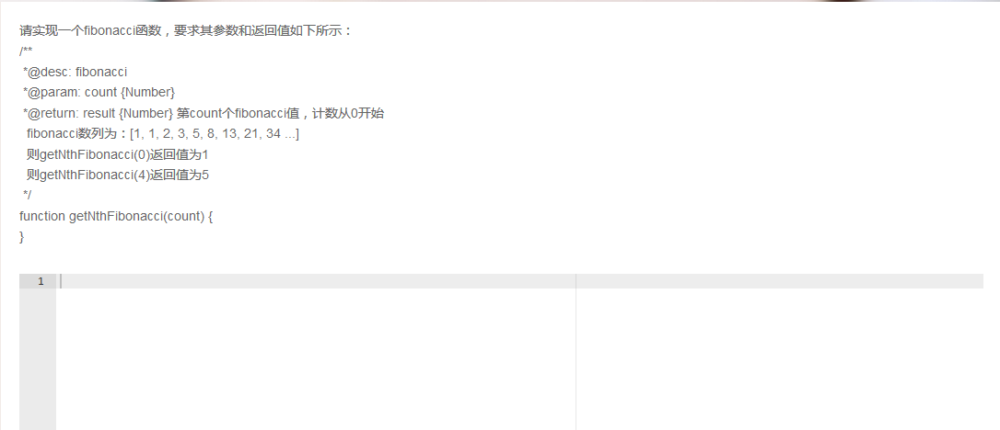 请实现一个fibonacci函数，要求其参数和返回值如下所示：
/**
 *@desc: fibonacci
 *@param: count {Number}
 *@return: result {Number} 第count个fibonacci值，计数从0开始
  fibonacci数列为：[1, 1, 2, 3, 5, 8, 13, 21, 34 ...]
  则getNthFibonacci(0)返回值为1
  则getNthFibonacci(4)返回值为5
 */
function getNthFibonacci(count) {
}
1